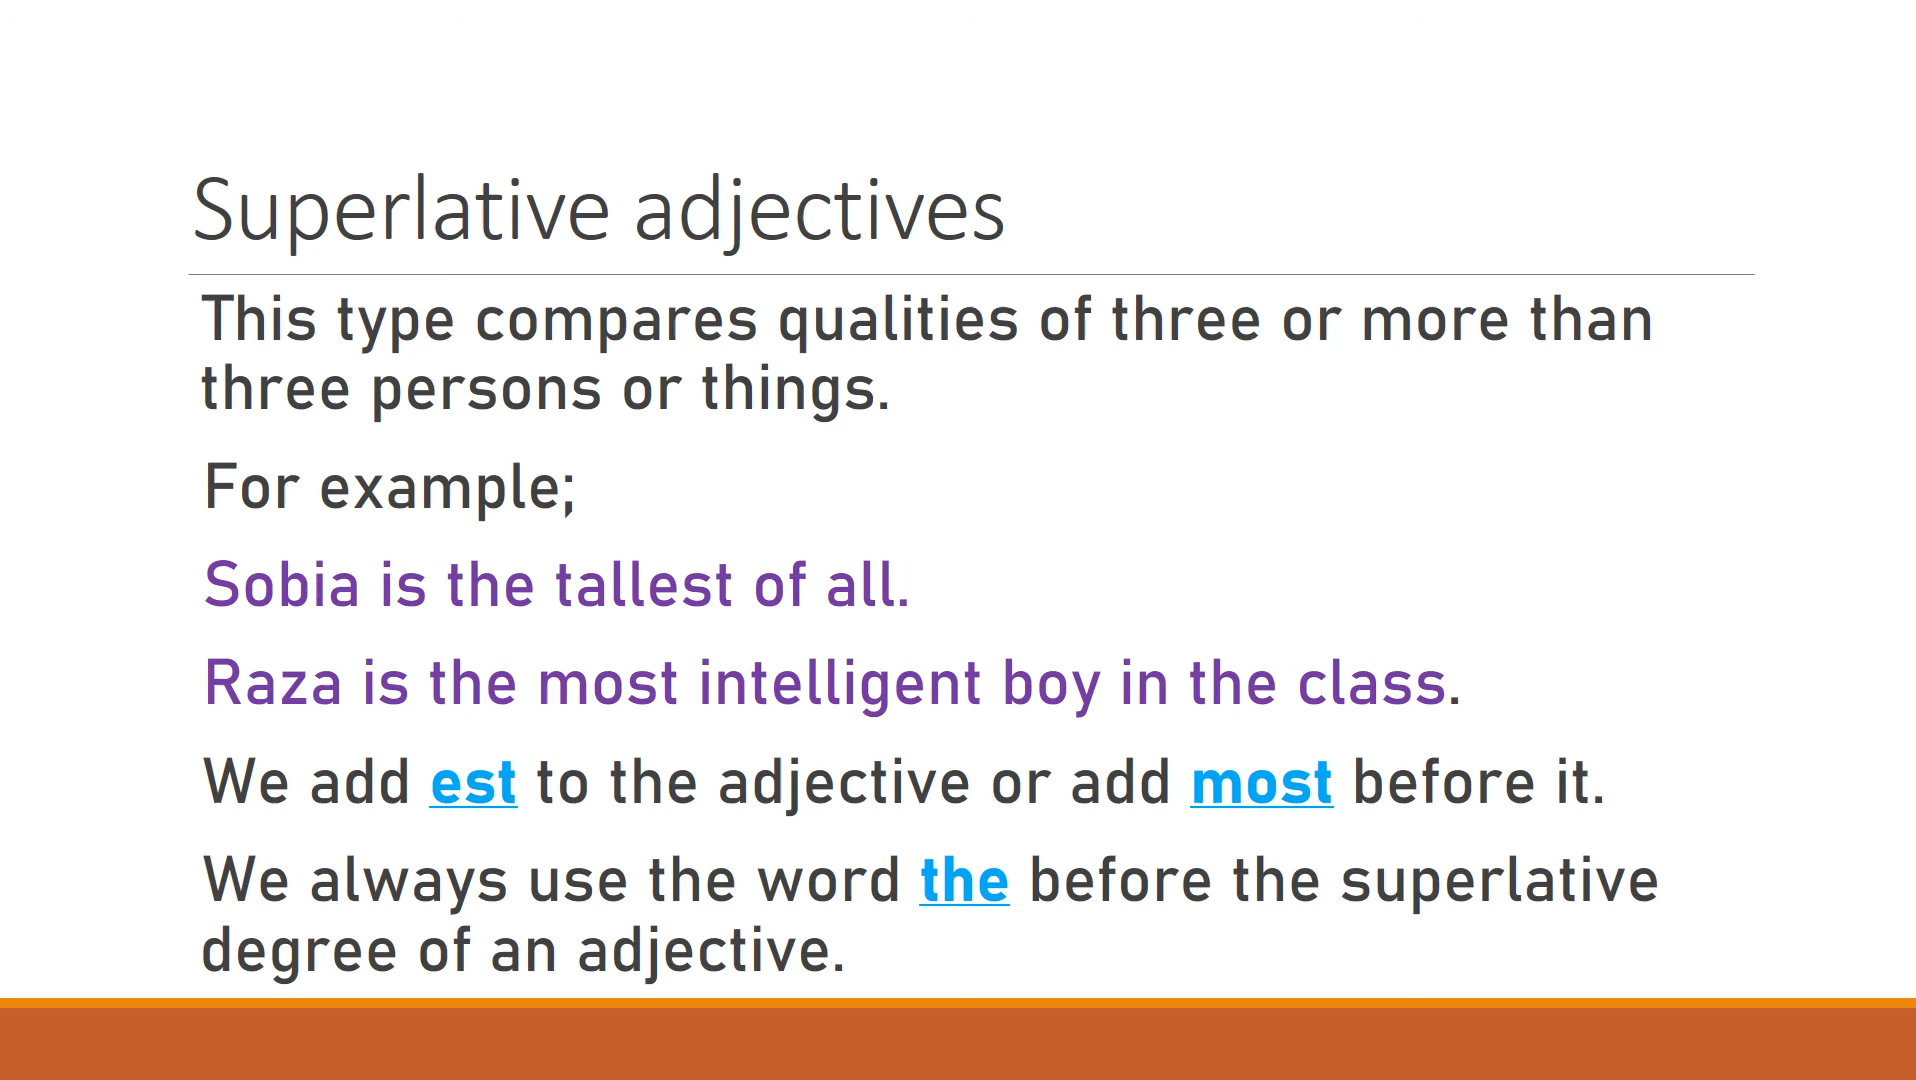 Superlative adjectives
This type compares qualities of three or more than
three persons or things.
For example;
Sobia is the tallest of all.
Raza is the most intelligent boy in the class.
We add est to the adjective or add most before it.
We always use the word the before the superlative
degree of an adjective.